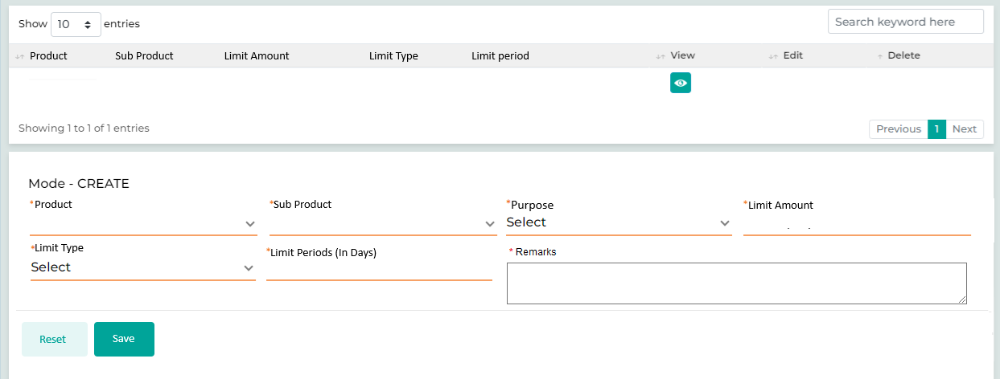 Show 10 entries Search keyword here
Product Sub Product Limit Amount Limit Type Limit period View Edit Delete
Showing 1 to 1 of 1 entries Previous 1 Next
Mode - CREATE
*Product *Sub Product *Purpose *Limit Amount
Select
*Limit Type *Limit Periods (In Days) * Remarks
Select
Reset Save